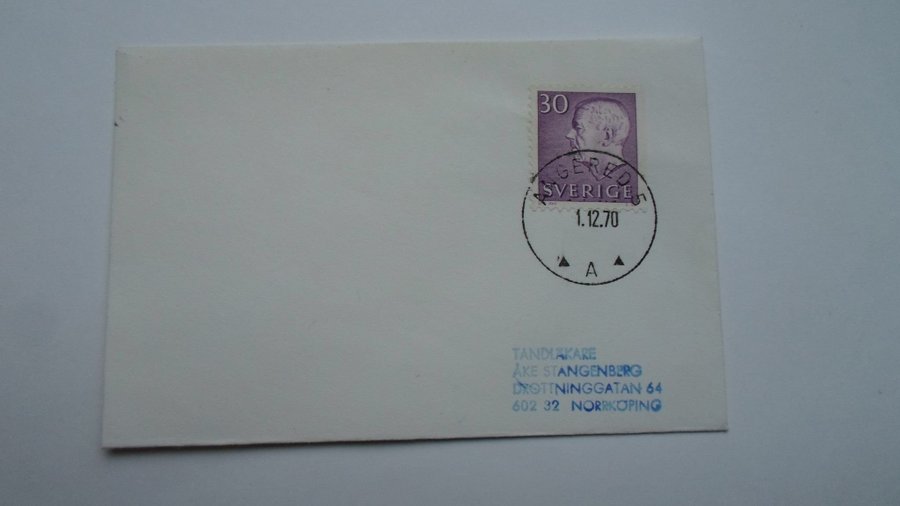 30
SVERIGE
1.12.70
A
TANDLÄKARE
ÅKE STANGENBERG
DROTTNINGGATAN 64
602 32 NORRKÖPING